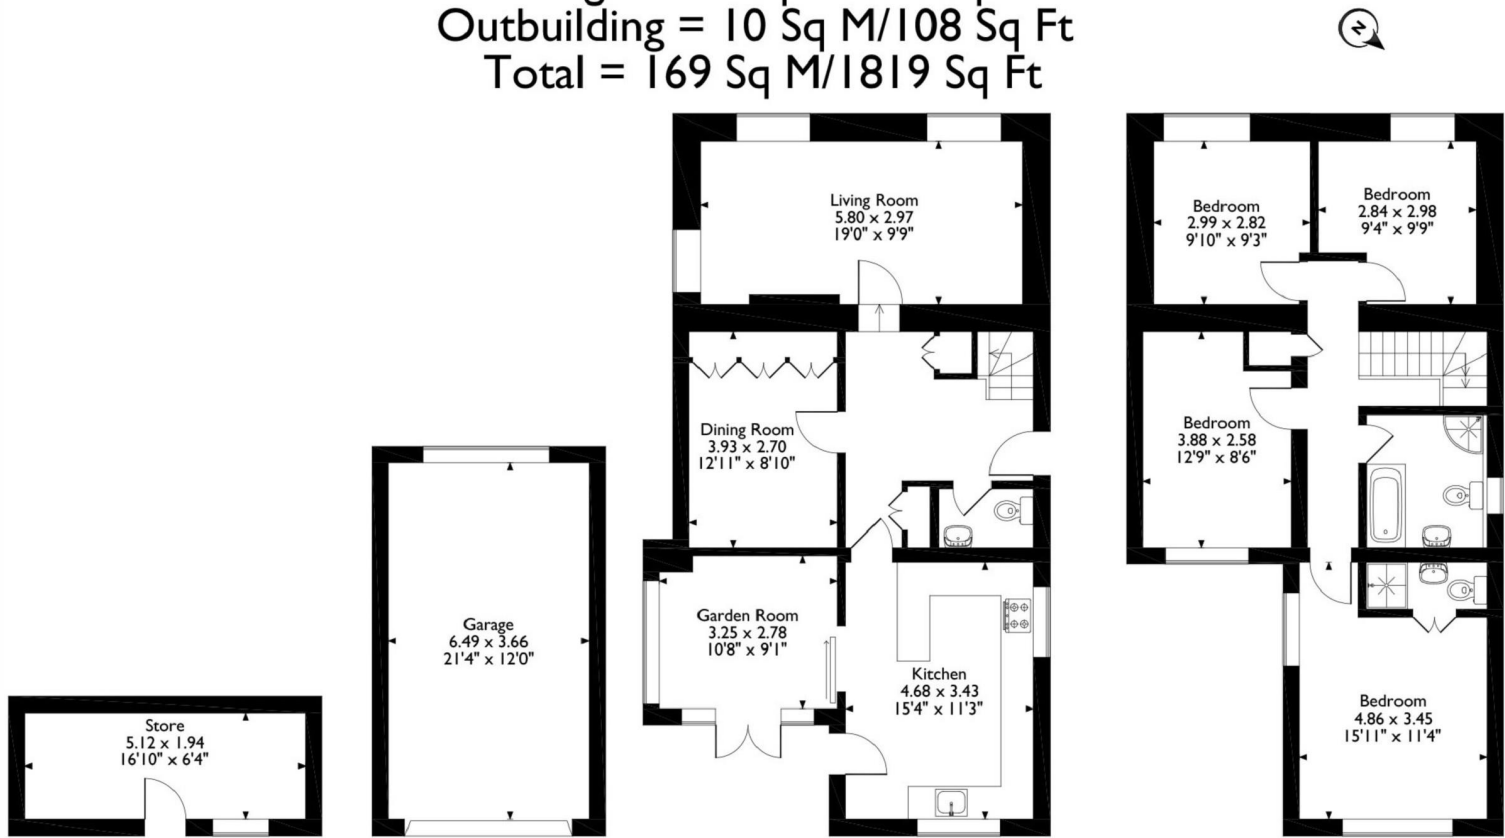 Outbuilding = 10 Sq M/108 Sq Ft
Total = 169 Sq M/1819 Sq Ft
N
Living Room
5.80 x 2.97
19'0" x 9'9"
Bedroom
2.99 x 2.82
9'10" x 9'3"
Bedroom
2.84 x 2.98
9'4" x 9'9"
Dining Room
3.93 x 2.70
12'11" x 8'10"
Bedroom
3.88 x 2.58
12'9" x 8'6"
Garage
6.49 x 3.66
21'4" x 12'0"
Garden Room
3.25 x 2.78
10'8" x 9'1"
Kitchen
4.68 x 3.43
15'4" x 11'3"
Bedroom
4.86 x 3.45
15'11" x 11'4"
Store
5.12 x 1.94
16'10" x 6'4"